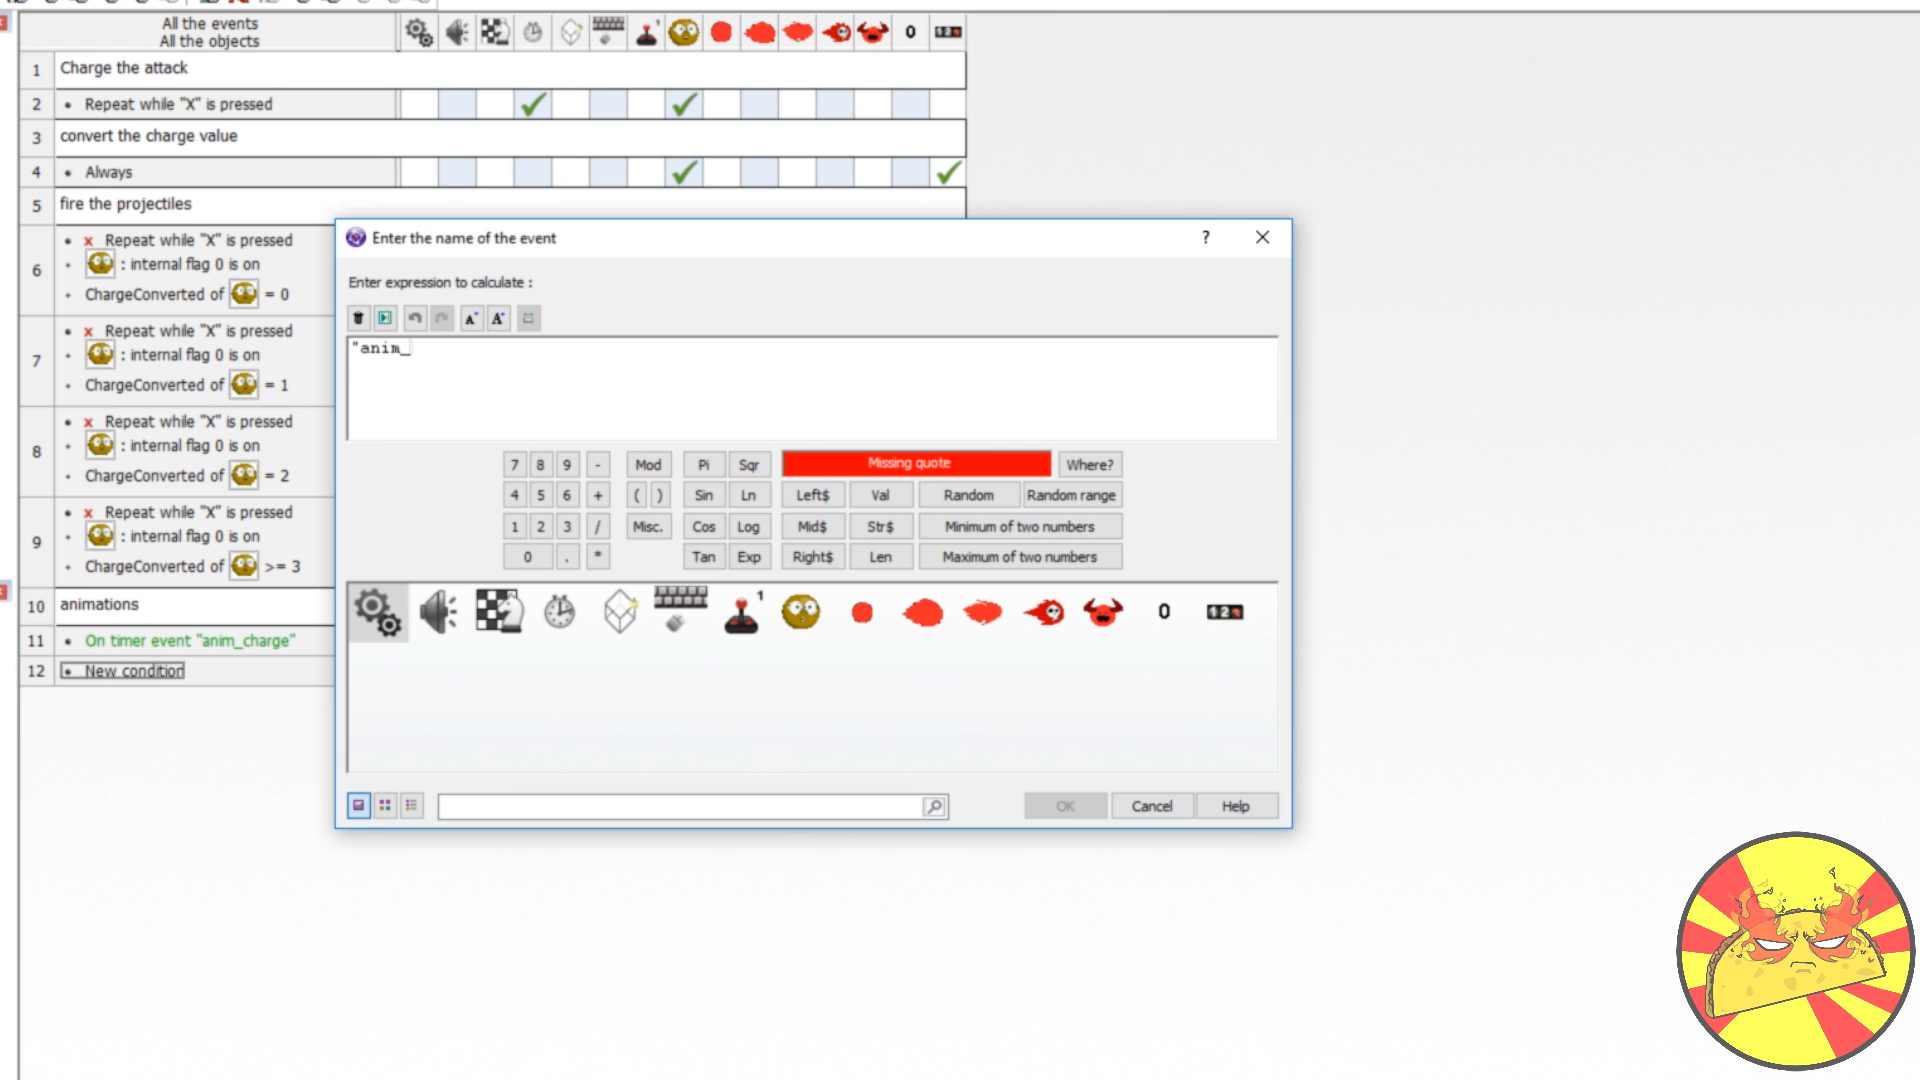 All the events
All the objects
0
1 Charge the attack
2 • Repeat while "X" is pressed
3 convert the charge value
4 • Always
5 fire the projectiles
6
• x Repeat while "X" is pressed
: internal flag 0 is on
ChargeConverted of = 0
7
• x Repeat while "X" is pressed
: internal flag 0 is on
ChargeConverted of = 1
8
• x Repeat while "X" is pressed
: internal flag 0 is on
ChargeConverted of = 2
9
• x Repeat while "X" is pressed
: internal flag 0 is on
ChargeConverted of >= 3
10 animations
11 • On timer event "anim_charge"
12 • New condition
Enter the name of the event
?
Enter expression to calculate :
"anim_
7 8 9 - Mod Pi Sqr Missing quote Where?
4 5 6 + ( ) Sin Ln Left$ Val Random Random range
1 2 3 / Misc. Cos Log Mid$ Str$ Minimum of two numbers
0 . * Tan Exp Right$ Len Maximum of two numbers
1
0
OK Cancel Help